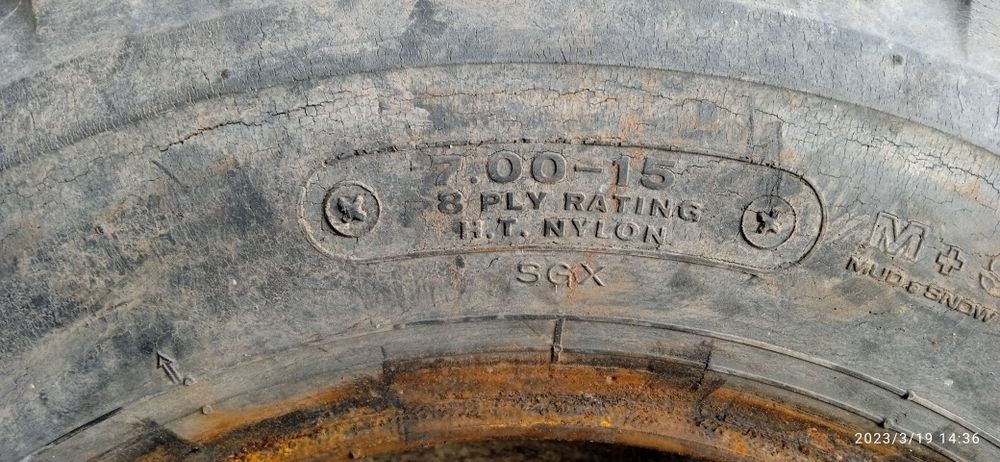 7.00-15
8 PLY RATING
H.T. NYLON
SGX
M+S
MUD & SNOW
2023/3/19 14:36